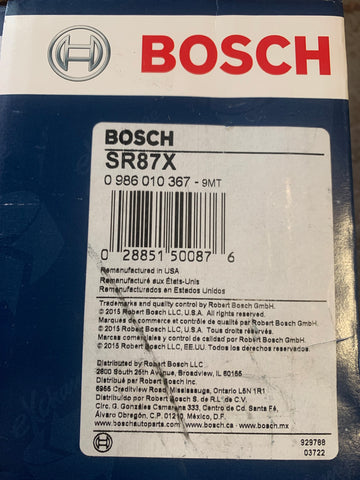 BOSCH
BOSCH
SR87X
0 986 010 367 - 9MT
0 28851 50087 6
Remanufactured in USA
Remanufacturé aux États-Unis
Remanufacturados en Estados Unidos
Trademarks and quality control by Robert Bosch
© 2015 Robert Bosch LLC, U.S.A. All rights reserved.
Marques de commerce et contrôle de qualité par Robert Bosch
© 2015 Robert Bosch LLC, U.S.A. Tous droits réservés.
Marcas comerciales y control de calidad por Robert Bosch
© 2015 Robert Bosch LLC, EE.UU. Todos los derechos reservados.
Distributed by Robert Bosch LLC
2800 South 25th Avenue, Broadview, IL 60155
Distribué par Robert Bosch inc.
6955 Creditview Road, Mississauga, Ontario L5N 1R1
Distribuido por Robert Bosch S. de R.L. de C.V.
Circ. G. Gonzáles Camarena 333, Centro de Cd. Santa Fé,
Álvaro Obregón, C.P. 01210 México, D.F.
www.boschautoparts.com - www.bosch.ca - www.bosch.mx
929768
03722